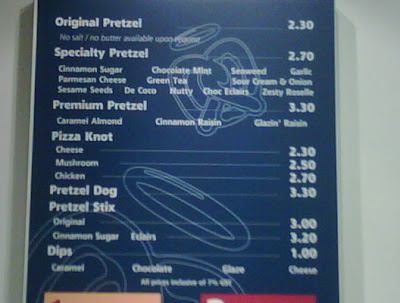 Original Pretzel 2.30
No salt / no butter available upon request
Specialty Pretzel 2.70
Cinnamon Sugar Chocolate Mint Seaweed Garlic
Parmesan Cheese Green Tea Sour Cream & Onion
Sesame Seeds De Coco Nutty Choc Eclairs Zesty Roselle
Premium Pretzel 3.30
Caramel Almond Cinnamon Raisin Glazin' Raisin
Pizza Knot
Cheese 2.30
Mushroom 2.50
Chicken 2.70
Pretzel Dog 3.30
Pretzel Stix
Original 3.00
Cinnamon Sugar Eclairs 3.20
Dips 1.00
Caramel Chocolate Glaze Cheese
All prices inclusive of 7% GST